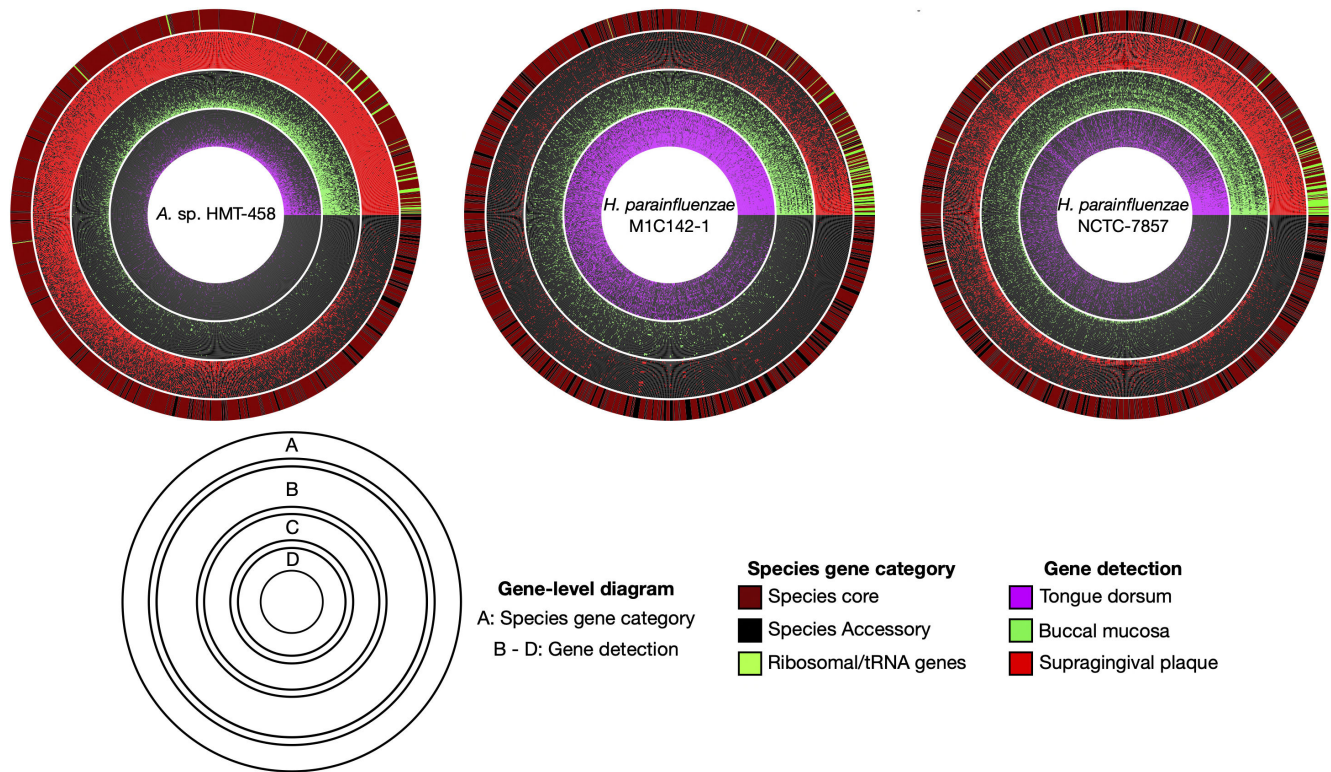 A. sp. HMT-458
H. parainfluenzae
M1C142-1
H. parainfluenzae
NCTC-7857
A
B
C
D
Gene-level diagram
A: Species gene category
B - D: Gene detection
Species gene category
Species core
Species Accessory
Ribosomal/tRNA genes
Gene detection
Tongue dorsum
Buccal mucosa
Supragingival plaque